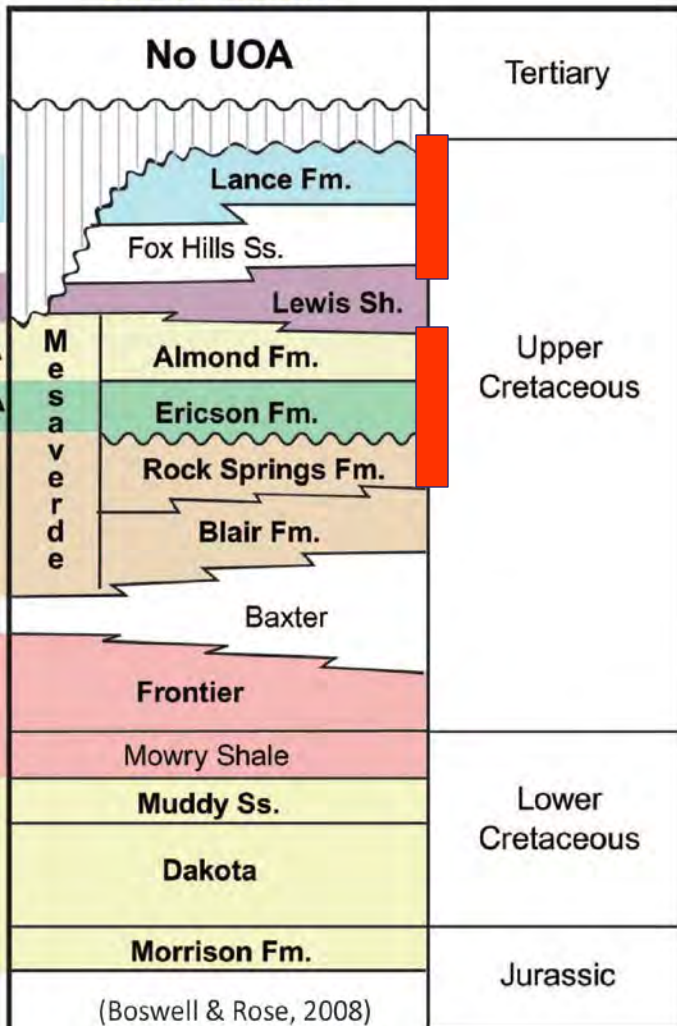 No UOA
Tertiary
Lance Fm.
Fox Hills Ss.
Lewis Sh.
Mesaverde
Almond Fm.
Ericson Fm.
Rock Springs Fm.
Blair Fm.
Upper
Cretaceous
Baxter
Frontier
Mowry Shale
Muddy Ss.
Dakota
Lower
Cretaceous
Morrison Fm.
Jurassic
(Boswell & Rose, 2008)